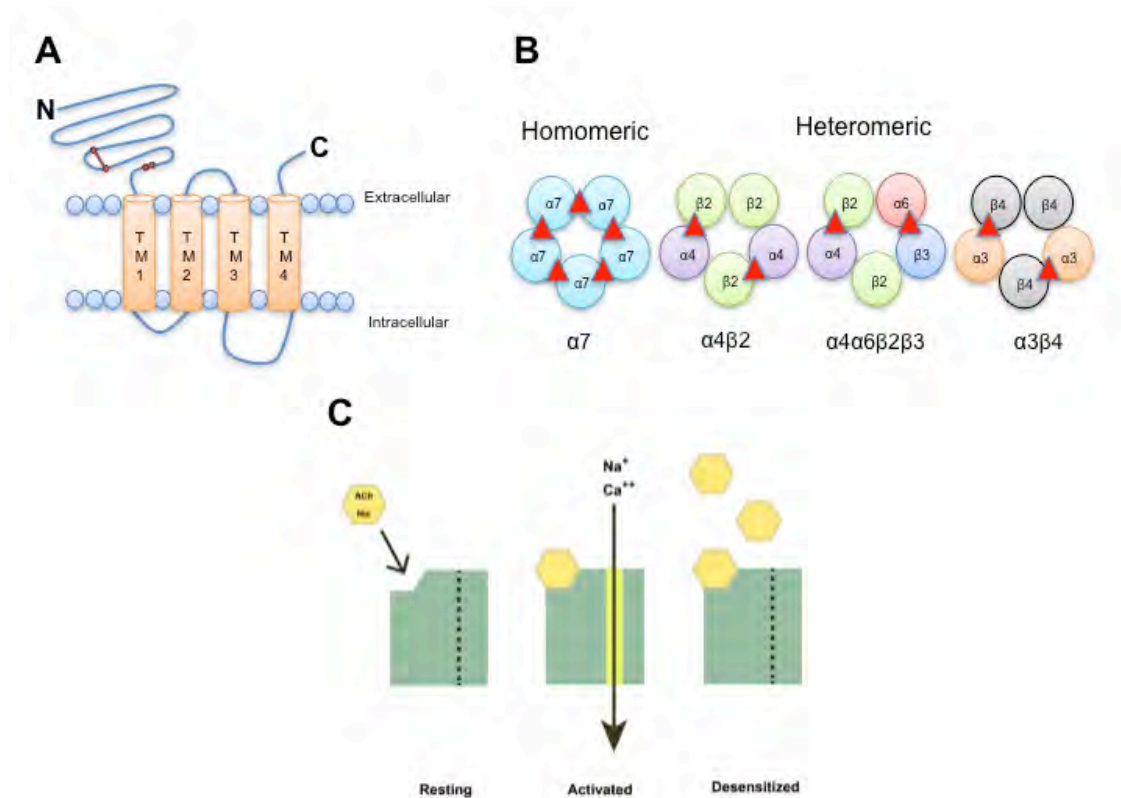 A
N
C
Extracellular
Intracellular
T
M
1
T
M
2
T
M
3
T
M
4
B
Homomeric
Heteromeric
α7
α7
α7
α7
α7
α7
β2
β2
α4
α4
β2
α4β2
β2
α6
α4
β3
β2
α4α6β2β3
β4
β4
α3
α3
β4
α3β4
C
ACh
Nic
Na+
Ca++
Resting
Activated
Desensitized